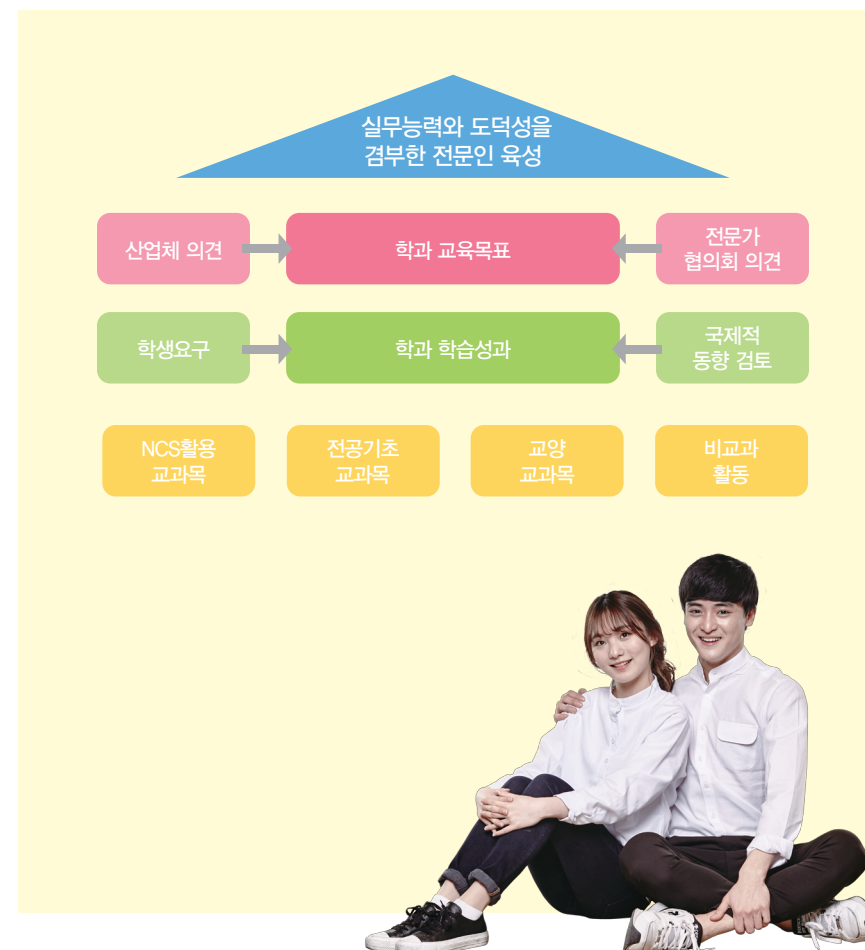 실무능력와 도덕성을
겸부한 전문인 육성
산업체 의견
학과 교육목표
전문가
협의회 의견
학생요구
학과 학습성과
국제적
동향 검토
NCS활용
교과목
전공기초
교과목
교양
교과목
비교과
활동